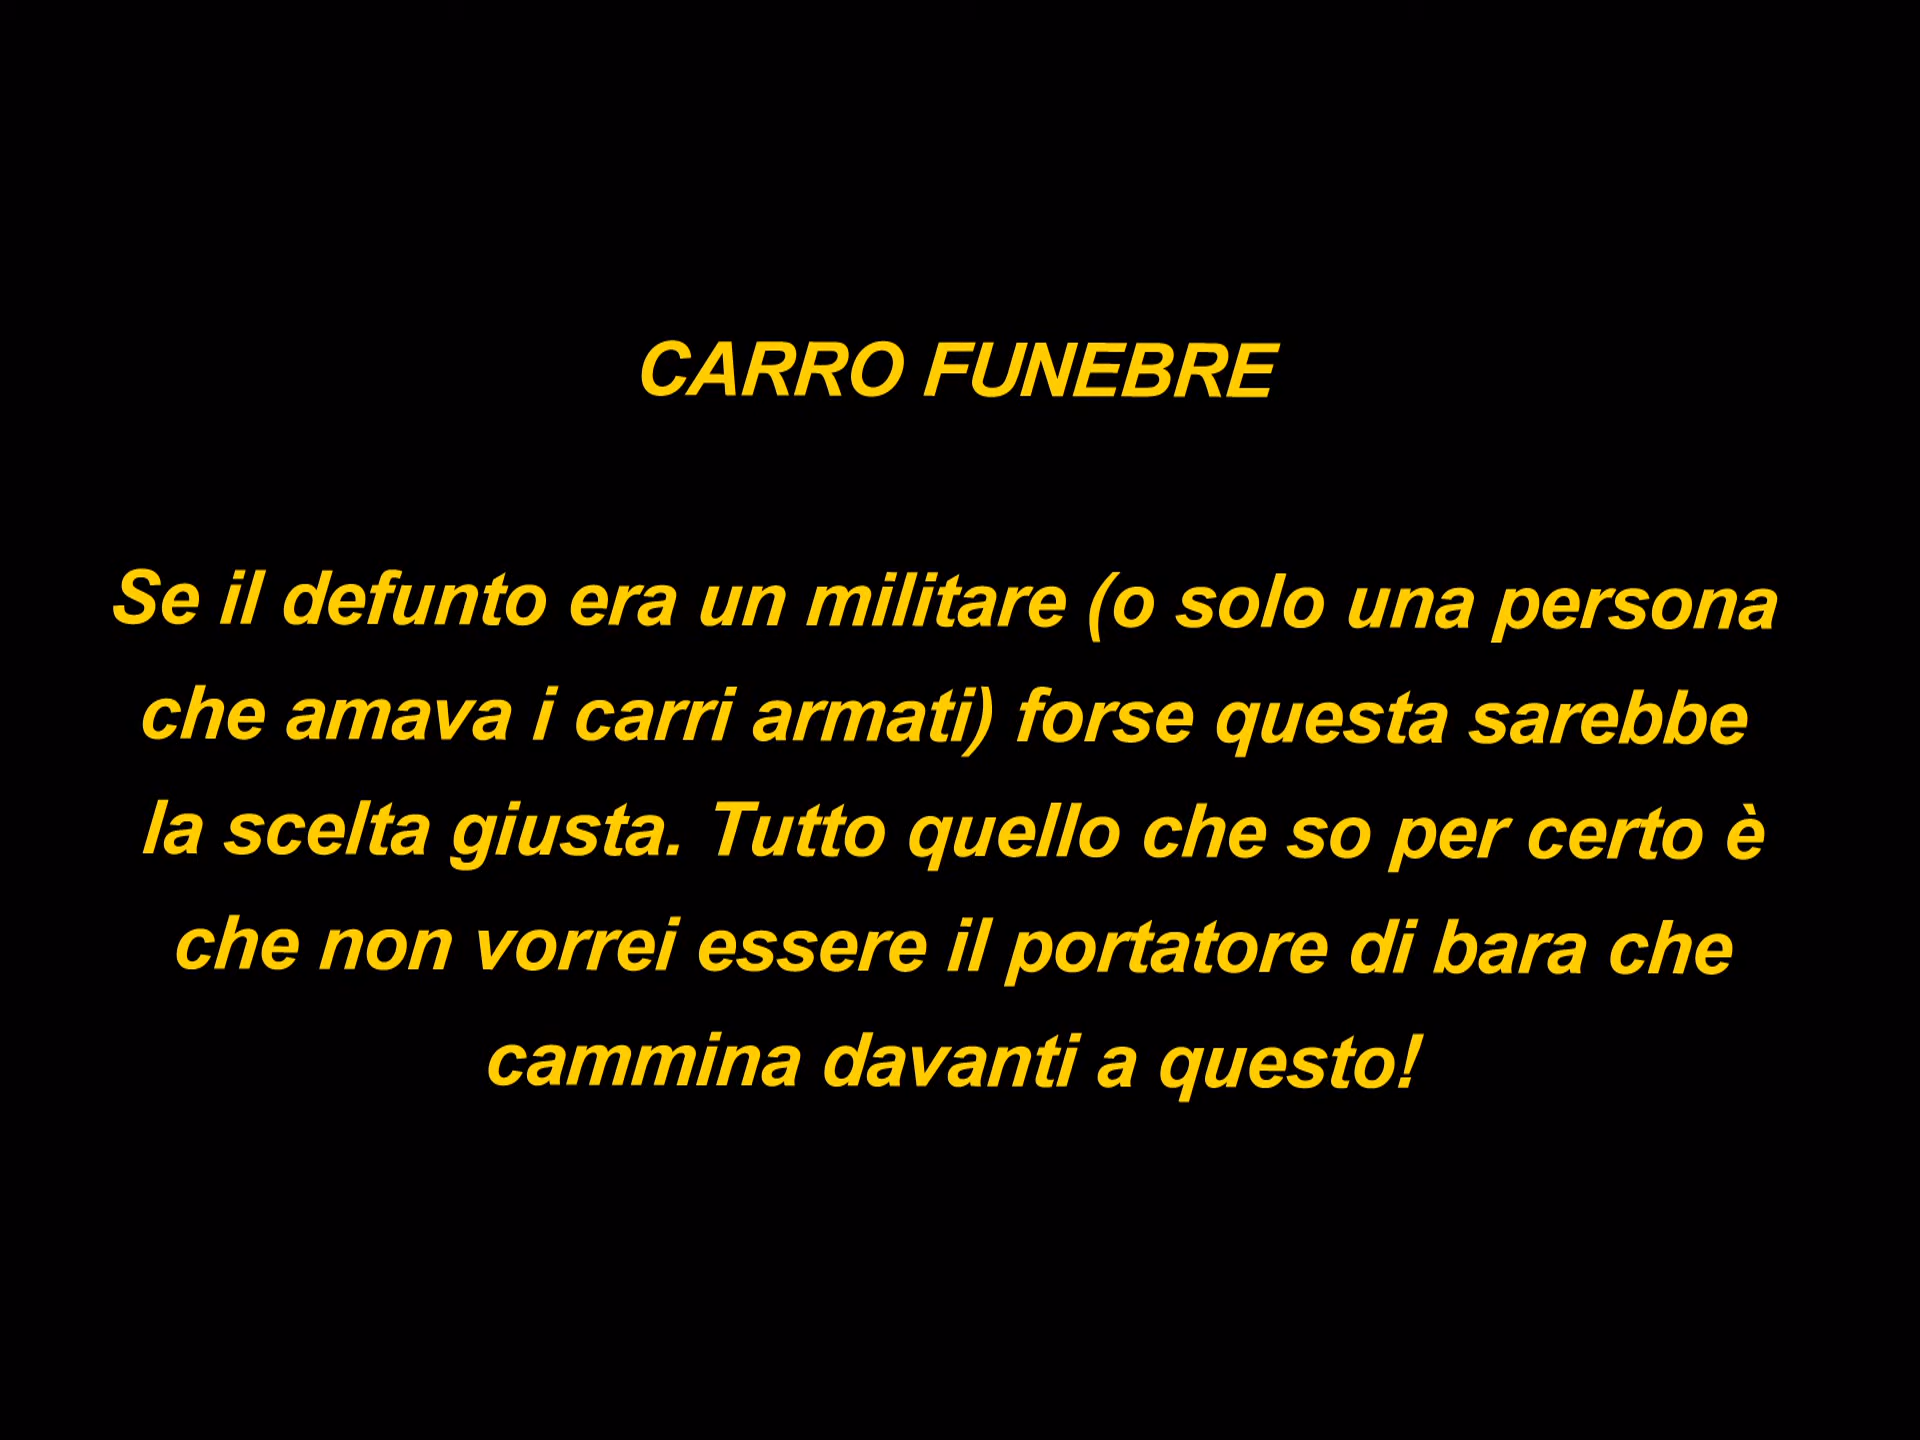 CARRO FUNEBRE
Se il defunto era un militare (o solo una persona
che amava i carri armati) forse questa sarebbe
la scelta giusta. Tutto quello che so per certo è
che non vorrei essere il portatore di bara che
cammina davanti a questo!